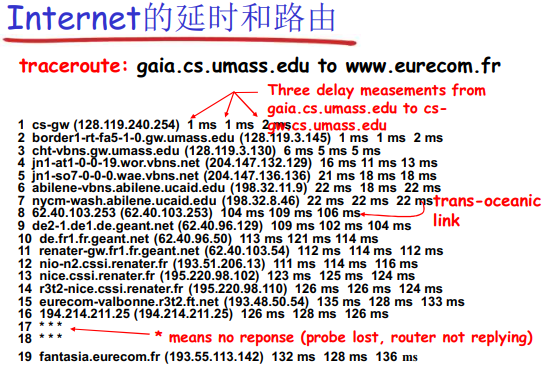 Internet的延时和路由
traceroute: gaia.cs.umass.edu to www.eurecom.fr
Three delay measements from
gaia.cs.umass.edu to cs-
gw.cs.umass.edu
1 cs-gw (128.119.240.254) 1 ms 1 ms 2 ms
2 border1-rt-fa5-1-0.gw.umass.edu (128.119.3.145) 1 ms 1 ms 2 ms
3 cht-vbns.gw.umass.edu (128.119.3.130) 6 ms 5 ms 5 ms
4 jn1-at1-0-0-19.wor.vbns.net (204.147.132.129) 16 ms 11 ms 13 ms
5 jn1-so7-0-0-0.wae.vbns.net (204.147.136.136) 21 ms 18 ms 18 ms
6 abilene-vbns.abilene.ucaid.edu (198.32.11.9) 22 ms 18 ms 22 ms
7 nycm-wash.abilene.ucaid.edu (198.32.8.46) 22 ms 22 ms 22 ms
trans-oceanic
link
8 62.40.103.253 (62.40.103.253) 104 ms 109 ms 106 ms
9 de2-1.de1.de.geant.net (62.40.96.129) 109 ms 102 ms 104 ms
10 de.fr1.fr.geant.net (62.40.96.50) 113 ms 121 ms 114 ms
11 renater-gw.fr1.fr.geant.net (62.40.103.54) 112 ms 114 ms 112 ms
12 nio-n2.cssi.renater.fr (193.51.206.13) 111 ms 114 ms 116 ms
13 nice.cssi.renater.fr (195.220.98.102) 123 ms 125 ms 124 ms
14 r3t2-nice.cssi.renater.fr (195.220.98.110) 126 ms 126 ms 124 ms
15 eurecom-valbonne.r3t2.ft.net (193.48.50.54) 135 ms 128 ms 133 ms
16 194.214.211.25 (194.214.211.25) 126 ms 128 ms 126 ms
17 * * *
18 * * *
* means no reponse (probe lost, router not replying)
19 fantasia.eurecom.fr (193.55.113.142) 132 ms 128 ms 136 ms